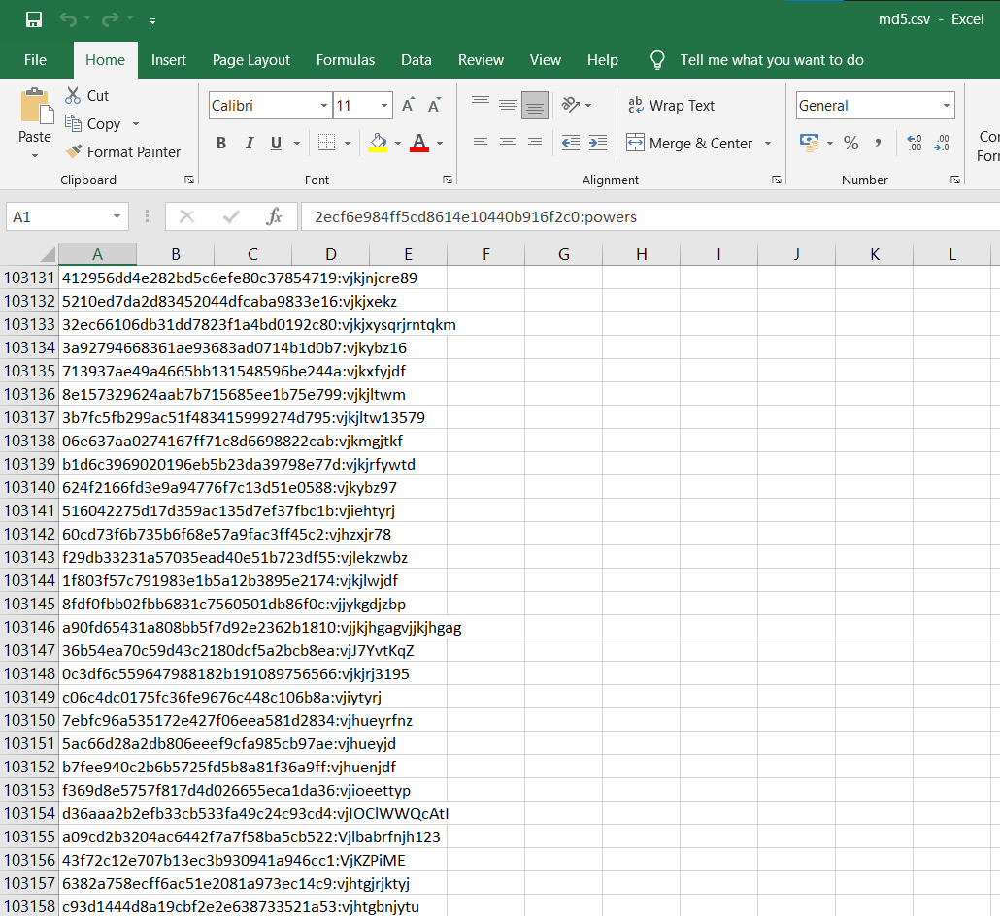 md5.csv - Excel
File Home Insert Page Layout Formulas Data Review View Help Tell me what you want to do
Paste
Cut
Copy
Format Painter
Clipboard
Calibri 11 A A
B I U A
Font
ab Wrap Text
Merge & Center
Alignment
General
% ,
Number
A1 fx 2ecf6e984ff5cd8614e10440b916f2c0:powers
A B C D E F G H I J K L
103131 412956dd4e282bd5c6efe80c37854719:vjkjnjcre89
103132 5210ed7da2d83452044dfcaba9833e16:vjkjxekz
103133 32ec66106db31dd7823f1a4bd0192c80:vjkjxysqrjrntqkm
103134 3a92794668361ae93683ad0714b1d0b7:vjkybz16
103135 713937ae49a4665bb131548596be244a:vjkxfyjdf
103136 8e157329624aab7b715685ee1b75e799:vjkjltwm
103137 3b7fc5fb299ac51f483415999274d795:vjkjltw13579
103138 06e637aa0274167ff71c8d6698822cab:vjkmgjtkf
103139 b1d6c3969020196eb5b23da39798e77d:vjkjrfywtd
103140 624f2166fd3e9a94776f7c13d51e0588:vjkybz97
103141 516042275d17d359ac135d7ef37fbc1b:vjiehtyrj
103142 60cd73f6b735b6f68e57a9fac3ff45c2:vjhzxjr78
103143 f29db33231a57035ead40e51b723df55:vjlekzwbz
103144 1f803f57c791983e1b5a12b3895e2174:vjkjlwjdf
103145 8fdf0fbb02fbb6831c7560501db86f0c:vjjykgdjzbp
103146 a90fd65431a808bb5f7d92e2362b1810:vjjkjhgagvjjkjhgag
103147 36b54ea70c59d43c2180dcf5a2bcb8ea:vjJ7YvtKqZ
103148 0c3df6c559647988182b191089756566:vjkjrj3195
103149 c06c4dc0175fc36fe9676c448c106b8a:vjiytyrj
103150 7ebfc96a535172e427f06eea581d2834:vjhueyrfnz
103151 5ac66d28a2db806eeef9cfa985cb97ae:vjhueyjd
103152 b7fee940c2b6b5725fd5b8a81f36a9ff:vjhuenjdf
103153 f369d8e5757f817d4d026655eca1da36:vjioeettyp
103154 d36aaa2b2efb33cb533fa49c24c93cd4:vjIOClWWQcAtI
103155 a09cd2b3204ac6442f7a7f58ba5cb522:Vjlbabrfnjh123
103156 43f72c12e707b13ec3b930941a946cc1:VjKZPiME
103157 6382a758ecff6ac51e2081a973ec14c9:vjhtgjrjktyj
103158 c93d1444d8a19cbf2e2e638733521a53:vjhtgbnjytu